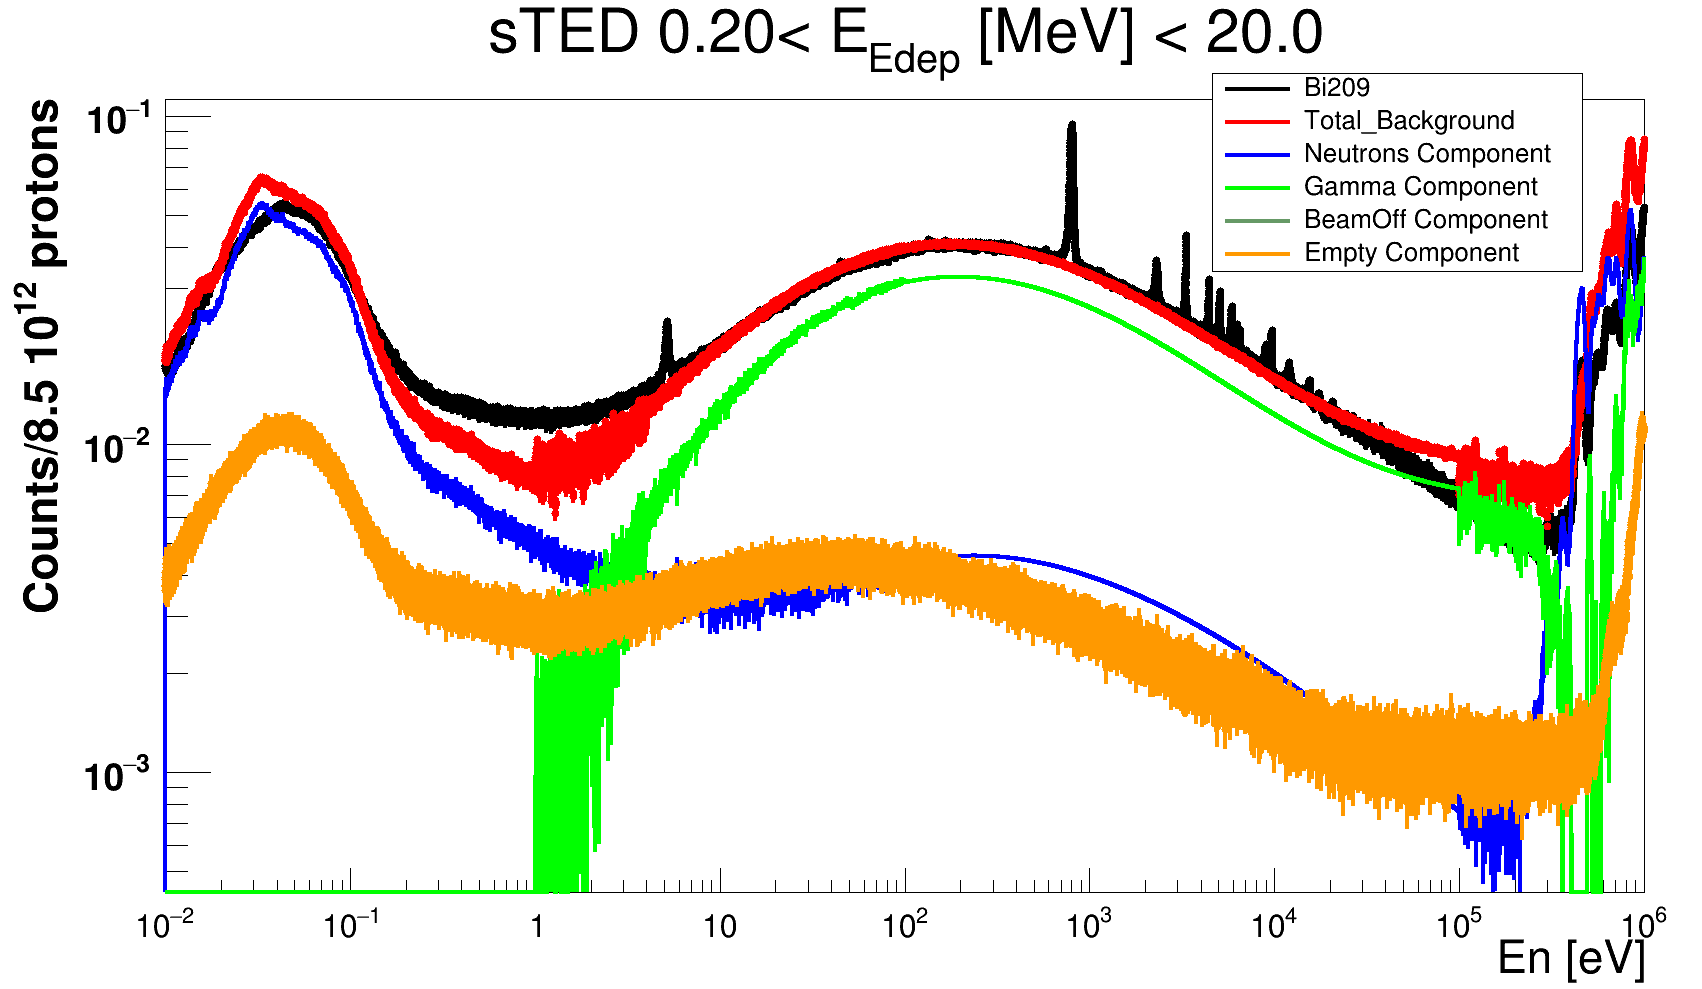 sTED 0.20< E_Edep [MeV] < 20.0
Bi209
Total_Background
Neutrons Component
Gamma Component
BeamOff Component
Empty Component
Counts/8.5 10^12 protons
10^−1
10^−2
10^−3
10^−2 10^−1 1 10 10^2 10^3 10^4 10^5 10^6
En [eV]